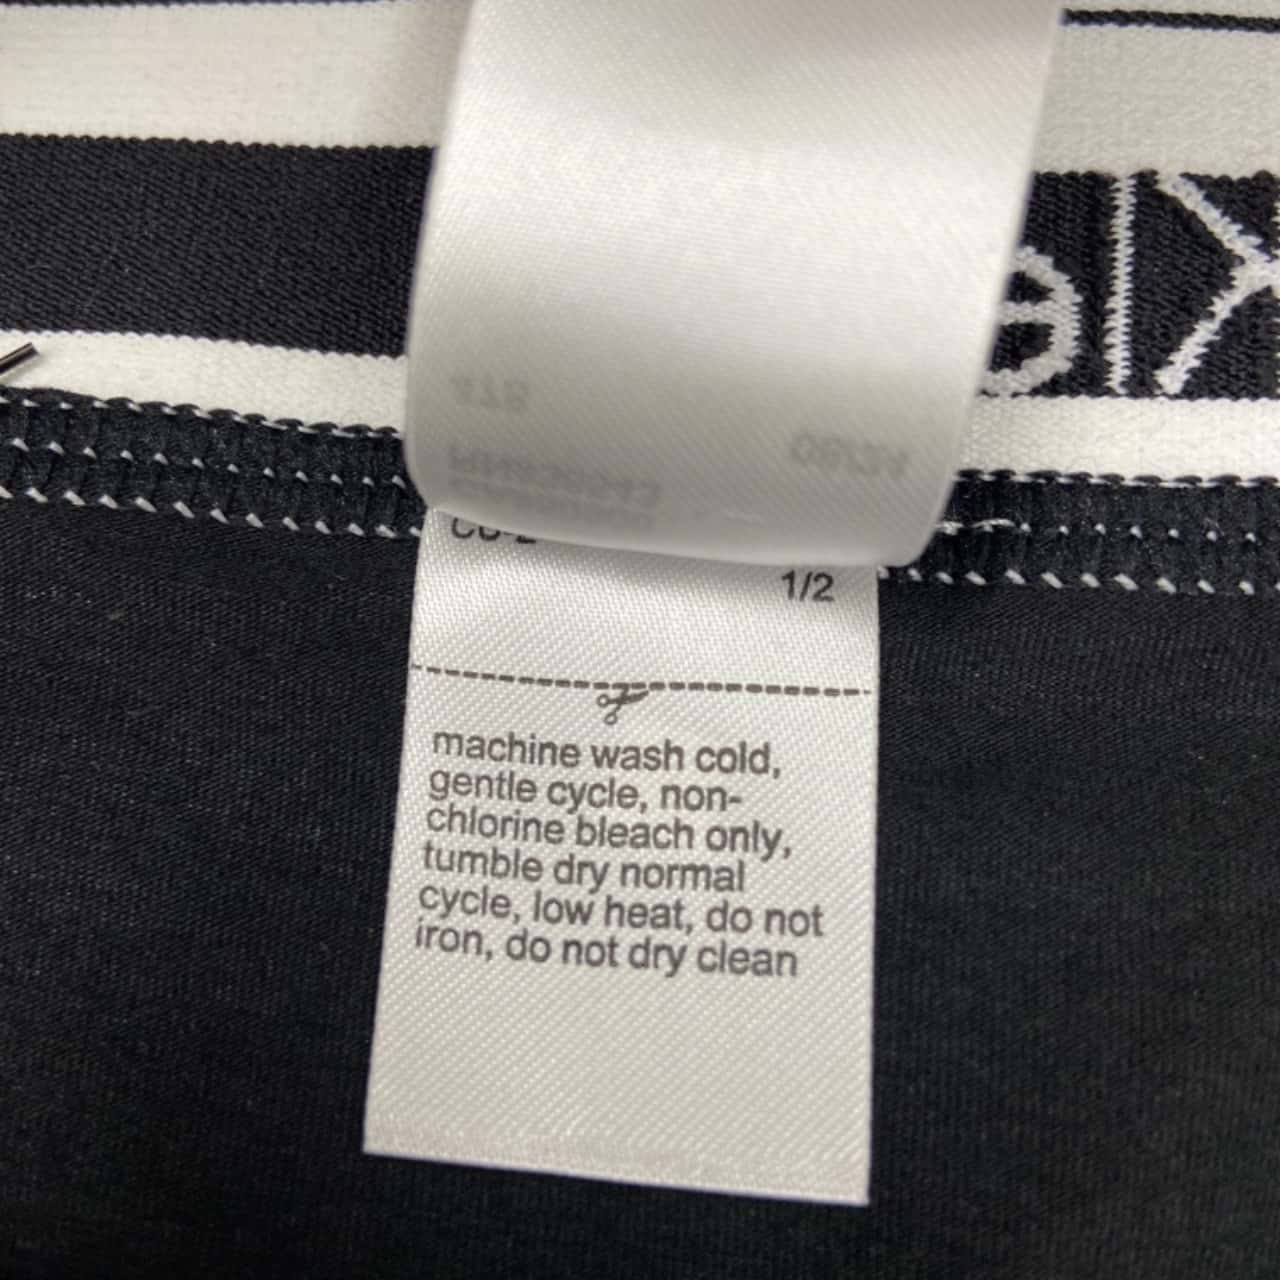 1/2
machine wash cold,
gentle cycle, non-
chlorine bleach only,
tumble dry normal
cycle, low heat, do not
iron, do not dry clean